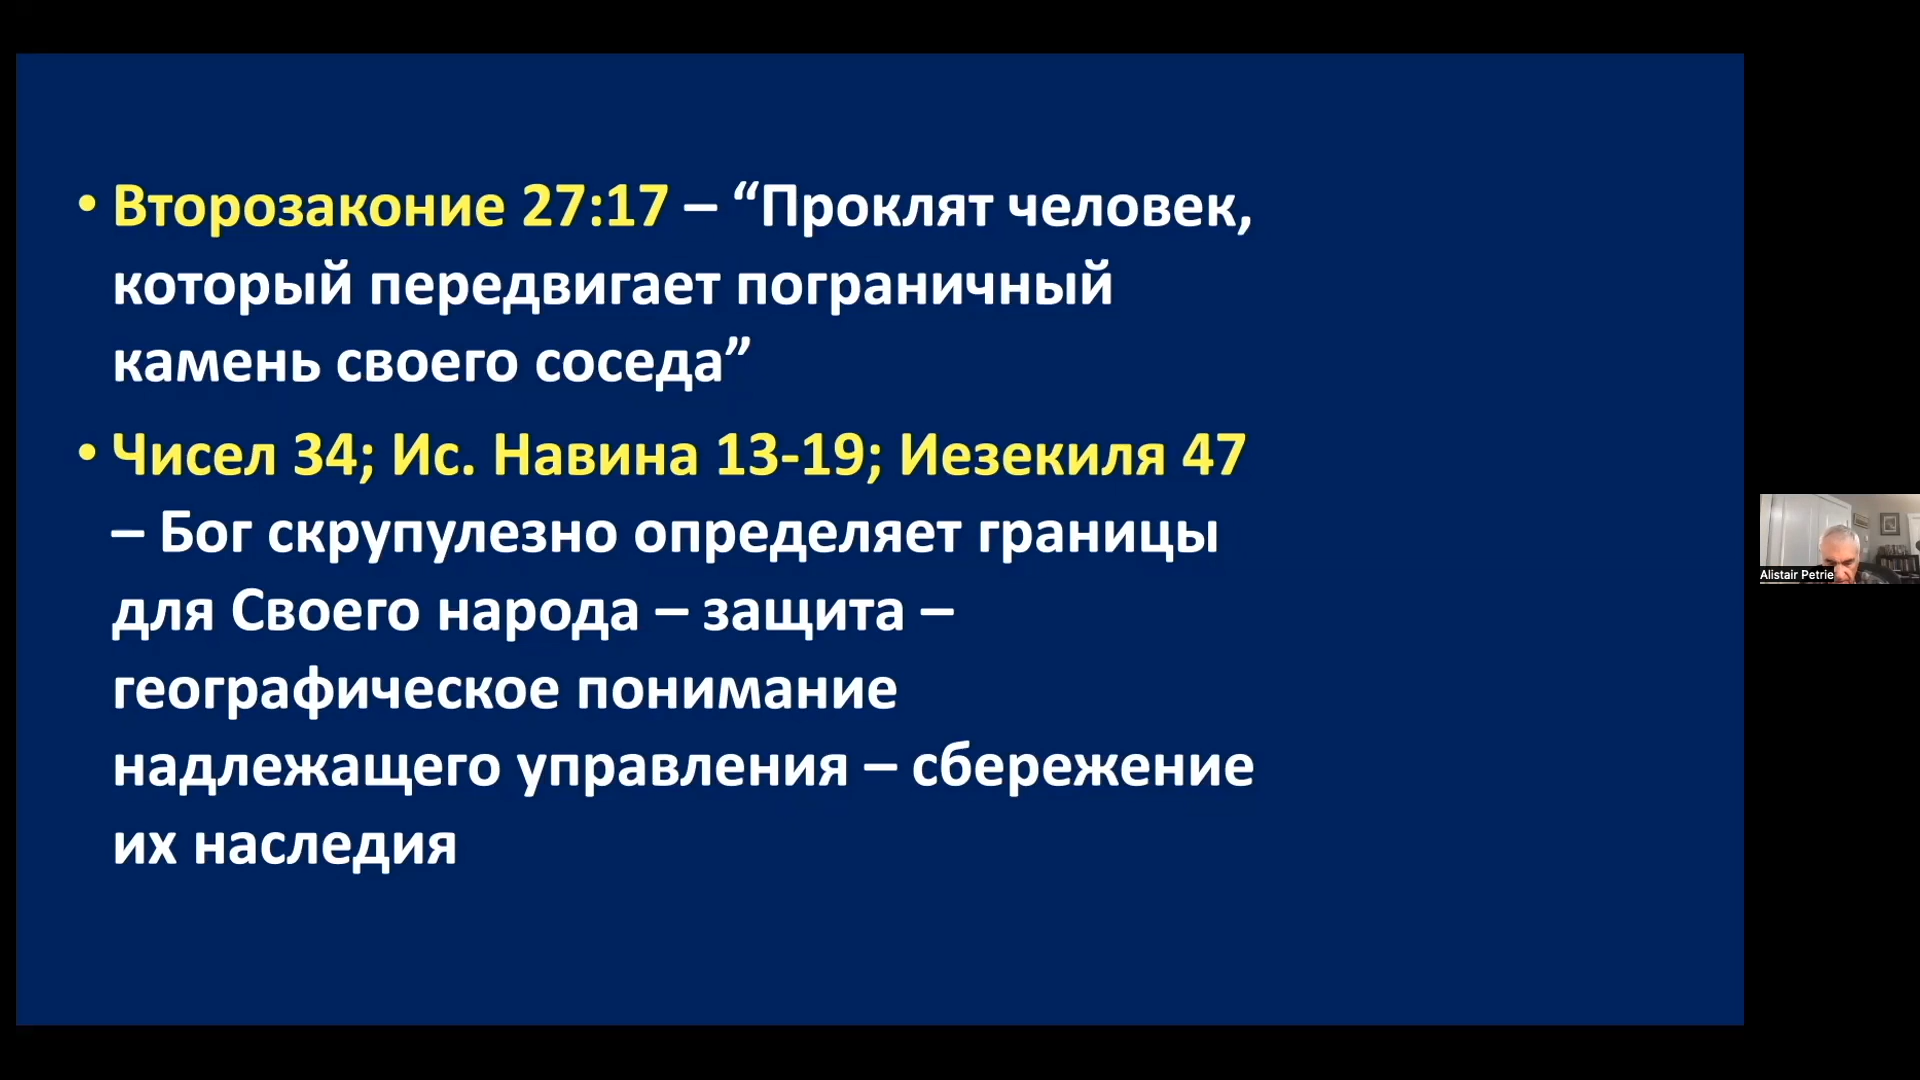 • Второзаконие 27:17 – “Проклят человек,
который передвигает пограничный
камень своего соседа”
• Чисел 34; Ис. Навина 13-19; Иезекиля 47
– Бог скрупулезно определяет границы
для Своего народа – защита –
географическое понимание
надлежащего управления – сбережение
их наследия
Alistair Petrie